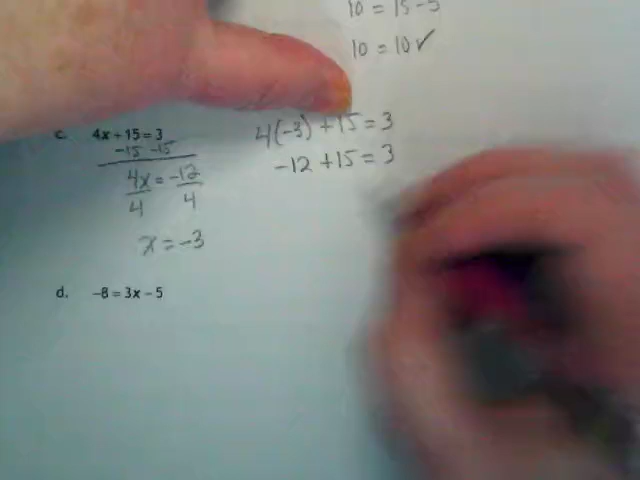 10 = 15 - 5
10 = 10 ✓
c. 4x + 15 = 3
-15 -15
4x = -12
4 4
x = -3
4(-3) + 15 = 3
-12 + 15 = 3
d. -8 = 3x - 5